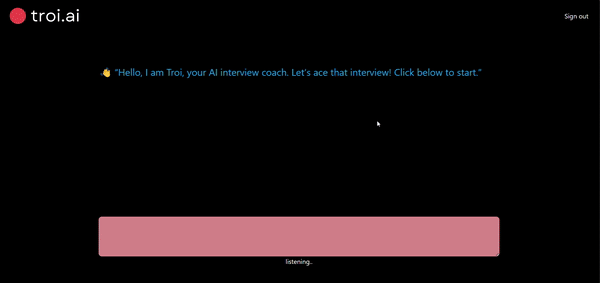 troi.ai
Sign out
👋 "Hello, I am Troi, your AI interview coach. Let's ace that interview! Click below to start."
listening..